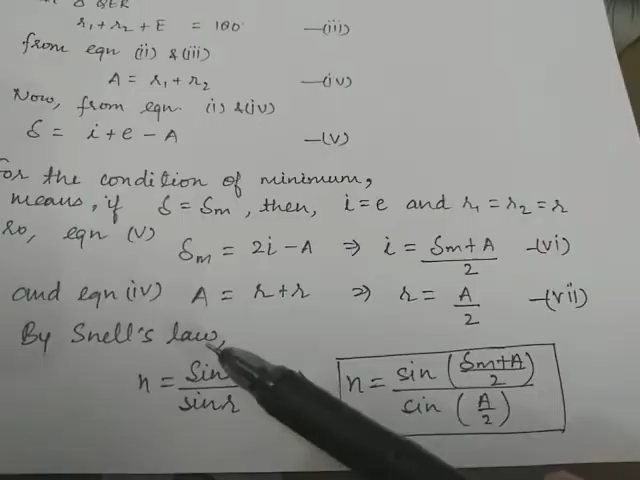 r₁ + r₂ + E = 180 —(iii)
from eqn (ii) & (iii)
A = r₁ + r₂ —(iv)
Now, from eqn. (i) & (iv)
δ = i + e − A —(v)
For the condition of minimum,
means, if δ = δm, then, i = e and r₁ = r₂ = r
so, eqn (v) δm = 2i − A ⇒ i = (δm + A)/2 —(vi)
and eqn (iv) A = r + r ⇒ r = A/2 —(vii)
By Snell's law,
n = Sin / sin r n = sin ((δm + A)/2) / sin (A/2)